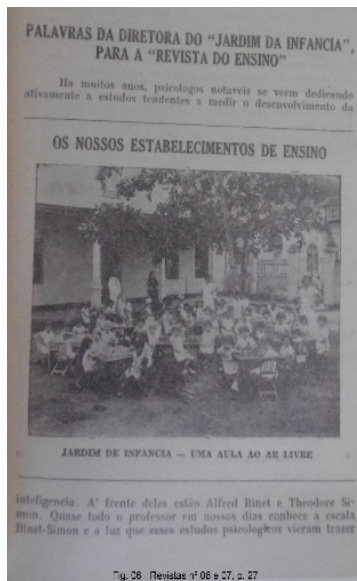 PALAVRAS DA DIRETORA DO "JARDIM DA INFANCIA",
PARA A "REVISTA DO ENSINO"
Ha muitos anos, psicologos notaveis se veem dedicando
ativamente a estudos tendentes a medir o desenvolvimento da
OS NOSSOS ESTABELECIMENTOS DE ENSINO
JARDIM DE INFANCIA — UMA AULA AO AR LIVRE
inteligencia. A' frente deles estão Alfred Binet e Theodore Si-
mon. Quase todo o professor em nossos dias conhece a escala
Binet-Simon e a luz que esses estudos psicologicos vieram trazer
Fig. 06 Revistas nº 06 e 07, p. 27